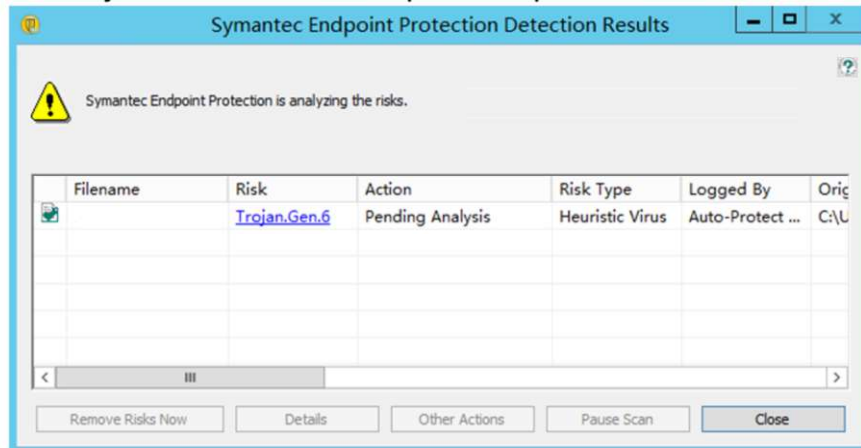 Symantec Endpoint Protection Detection Results
Symantec Endpoint Protection is analyzing the risks.
Filename Risk Action Risk Type Logged By Orig
Trojan.Gen.6 Pending Analysis Heuristic Virus Auto-Protect ... C:\U
Remove Risks Now Details Other Actions Pause Scan Close